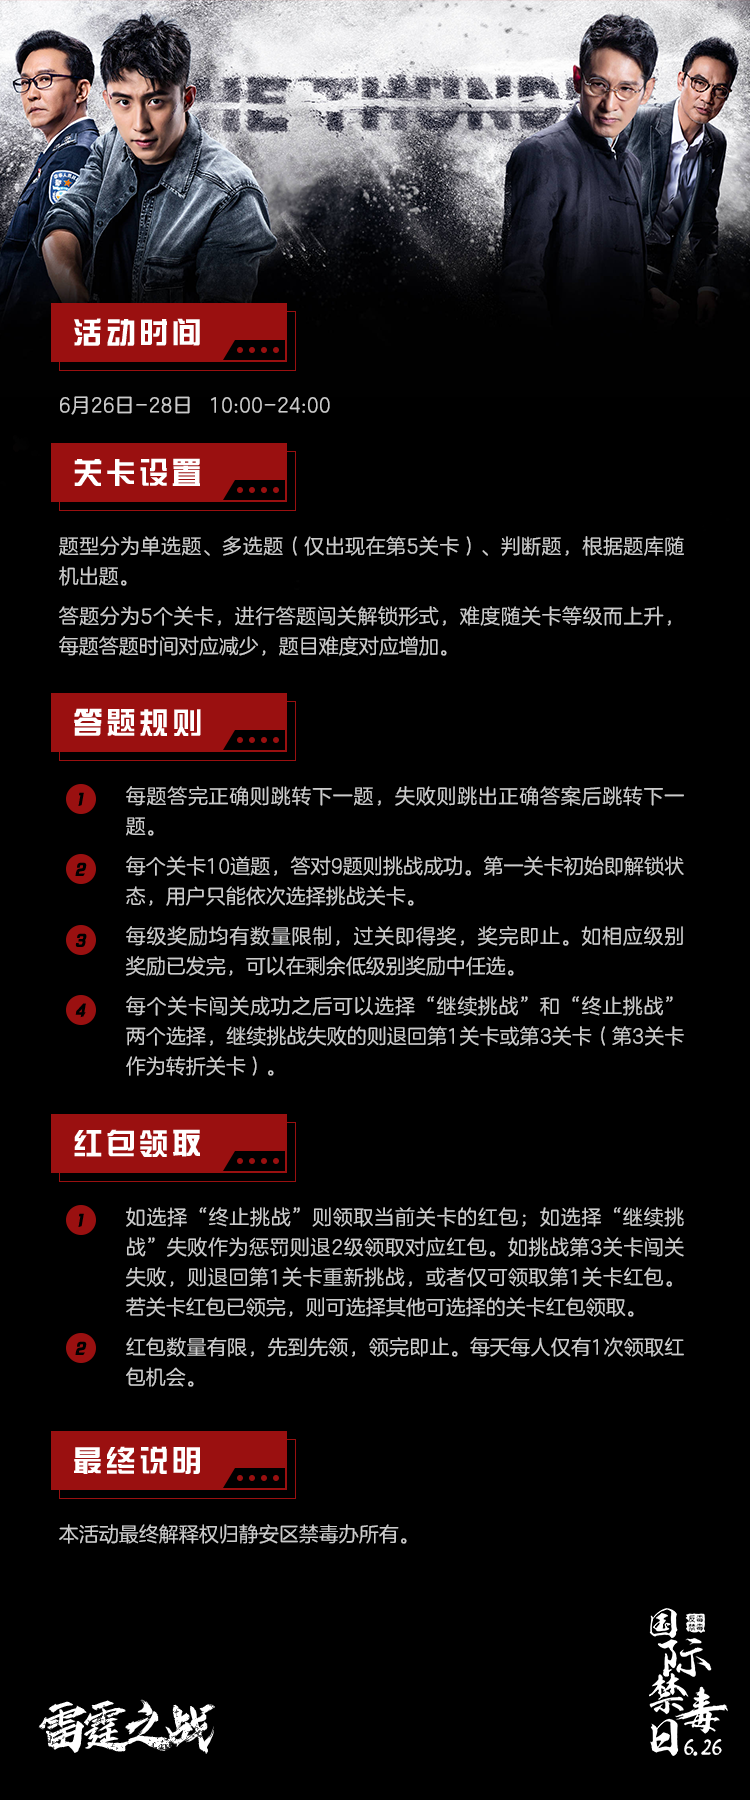 THE THUND
活动时间
6月26日-28日 10:00-24:00
关卡设置
题型分为单选题、多选题（仅出现在第5关卡）、判断题，根据题库随
机出题。
答题分为5个关卡，进行答题闯关解锁形式，难度随关卡等级而上升，
每题答题时间对应减少，题目难度对应增加。
答题规则
1 每题答完正确则跳转下一题，失败则跳出正确答案后跳转下一
题。
2 每个关卡10道题，答对9题则挑战成功。第一关卡初始即解锁状
态，用户只能依次选择挑战关卡。
3 每级奖励均有数量限制，过关即得奖，奖完即止。如相应级别
奖励已发完，可以在剩余低级别奖励中任选。
4 每个关卡闯关成功之后可以选择“继续挑战”和“终止挑战”
两个选择，继续挑战失败的则退回第1关卡或第3关卡（第3关卡
作为转折关卡）。
红包领取
1 如选择“终止挑战”则领取当前关卡的红包；如选择“继续挑
战”失败作为惩罚则退2级领取对应红包。如挑战第3关卡闯关
失败，则退回第1关卡重新挑战，或者仅可领取第1关卡红包。
若关卡红包已领完，则可选择其他可选择的关卡红包领取。
2 红包数量有限，先到先领，领完即止。每天每人仅有1次领取红
包机会。
最终说明
本活动最终解释权归静安区禁毒办所有。
雷霆之战
国际禁毒日
6.26